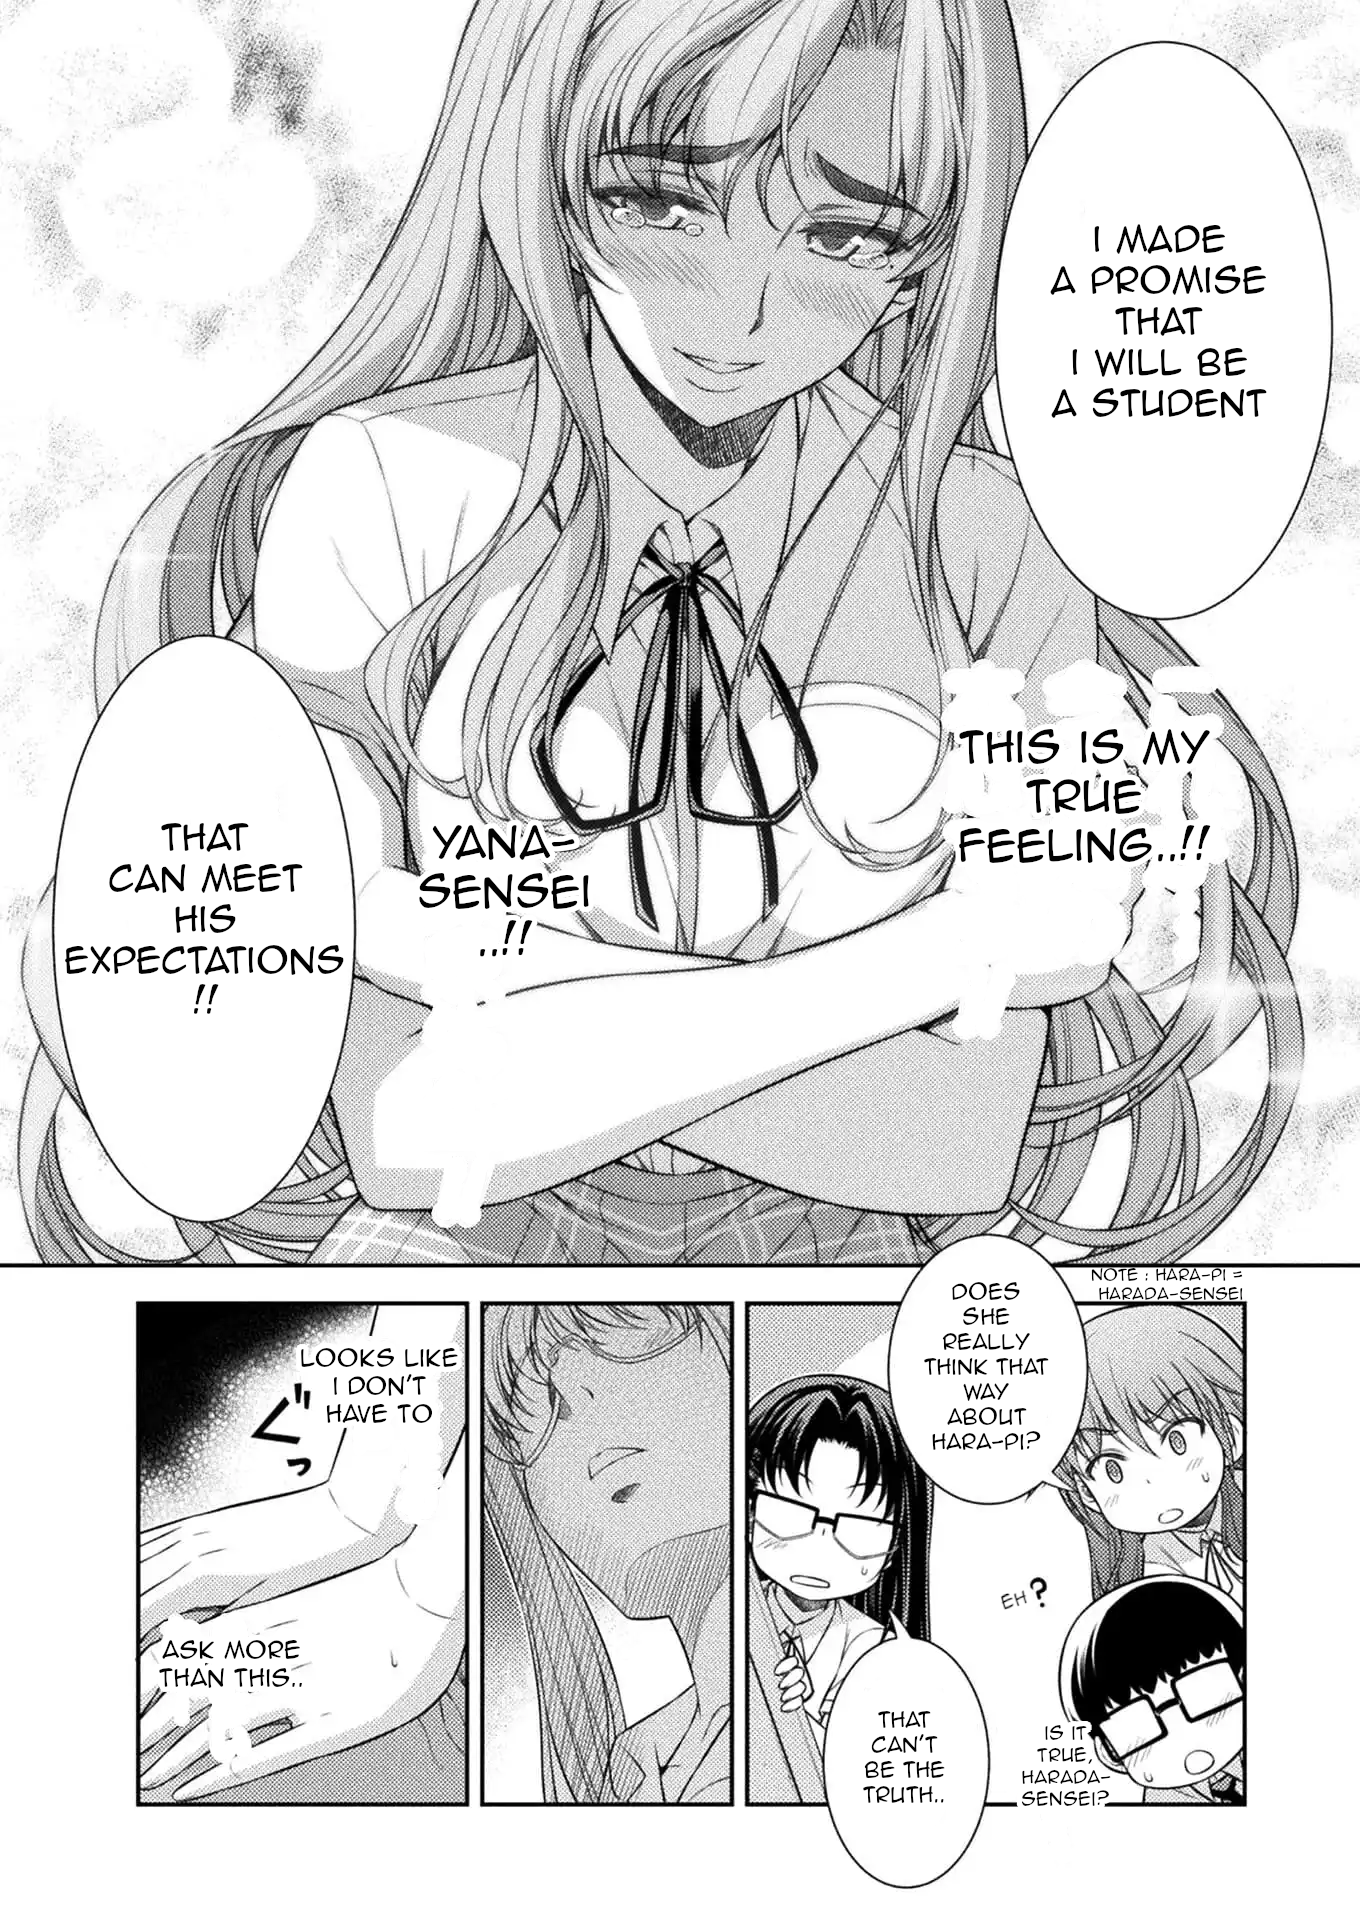 I MADE
A PROMISE
THAT
I WILL BE
A STUDENT
THIS IS MY
TRUE
FEELING..!!
YANA-
SENSEI
..!!
THAT
CAN MEET
HIS
EXPECTATIONS
!!
NOTE : HARA-PI =
HARADA-SENSEI
DOES
SHE
REALLY
THINK THAT
WAY
ABOUT
HARA-PI?
EH?
IS IT
TRUE,
HARADA-
SENSEI?
THAT
CAN'T
BE THE
TRUTH..
LOOKS LIKE
I DON'T
HAVE TO
ぐっ
ASK MORE
THAN THIS..